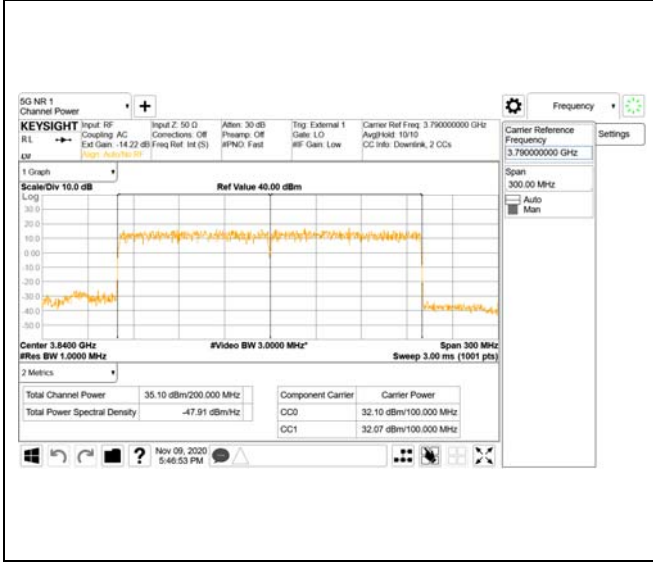 5G NR 1
Channel Power
Frequency
KEYSIGHT
RL
LXI
Input: RF
Coupling: AC
Ext Gain: -14.22 dB
Align: Auto/No RF
Input Z: 50 Ω
Corrections: Off
Freq Ref: Int (S)
Atten: 30 dB
Preamp: Off
#PNO: Fast
Trig: External 1
Gate: LO
#IF Gain: Low
Carrier Ref Freq: 3.790000000 GHz
Avg|Hold: 10/10
CC Info: Downlink, 2 CCs
Carrier Reference
Frequency
3.790000000 GHz
Settings
Span
300.00 MHz
Auto
Man
1 Graph
Scale/Div 10.0 dB
Ref Value 40.00 dBm
Log
30.0
20.0
10.0
0.00
-10.0
-20.0
-30.0
-40.0
-50.0
Center 3.8400 GHz
#Res BW 1.0000 MHz
#Video BW 3.0000 MHz*
Span 300 MHz
Sweep 3.00 ms (1001 pts)
2 Metrics
Total Channel Power 35.10 dBm/200.000 MHz
Total Power Spectral Density -47.91 dBm/Hz
Component Carrier Carrier Power
CC0 32.10 dBm/100.000 MHz
CC1 32.07 dBm/100.000 MHz
Nov 09, 2020
5:46:53 PM